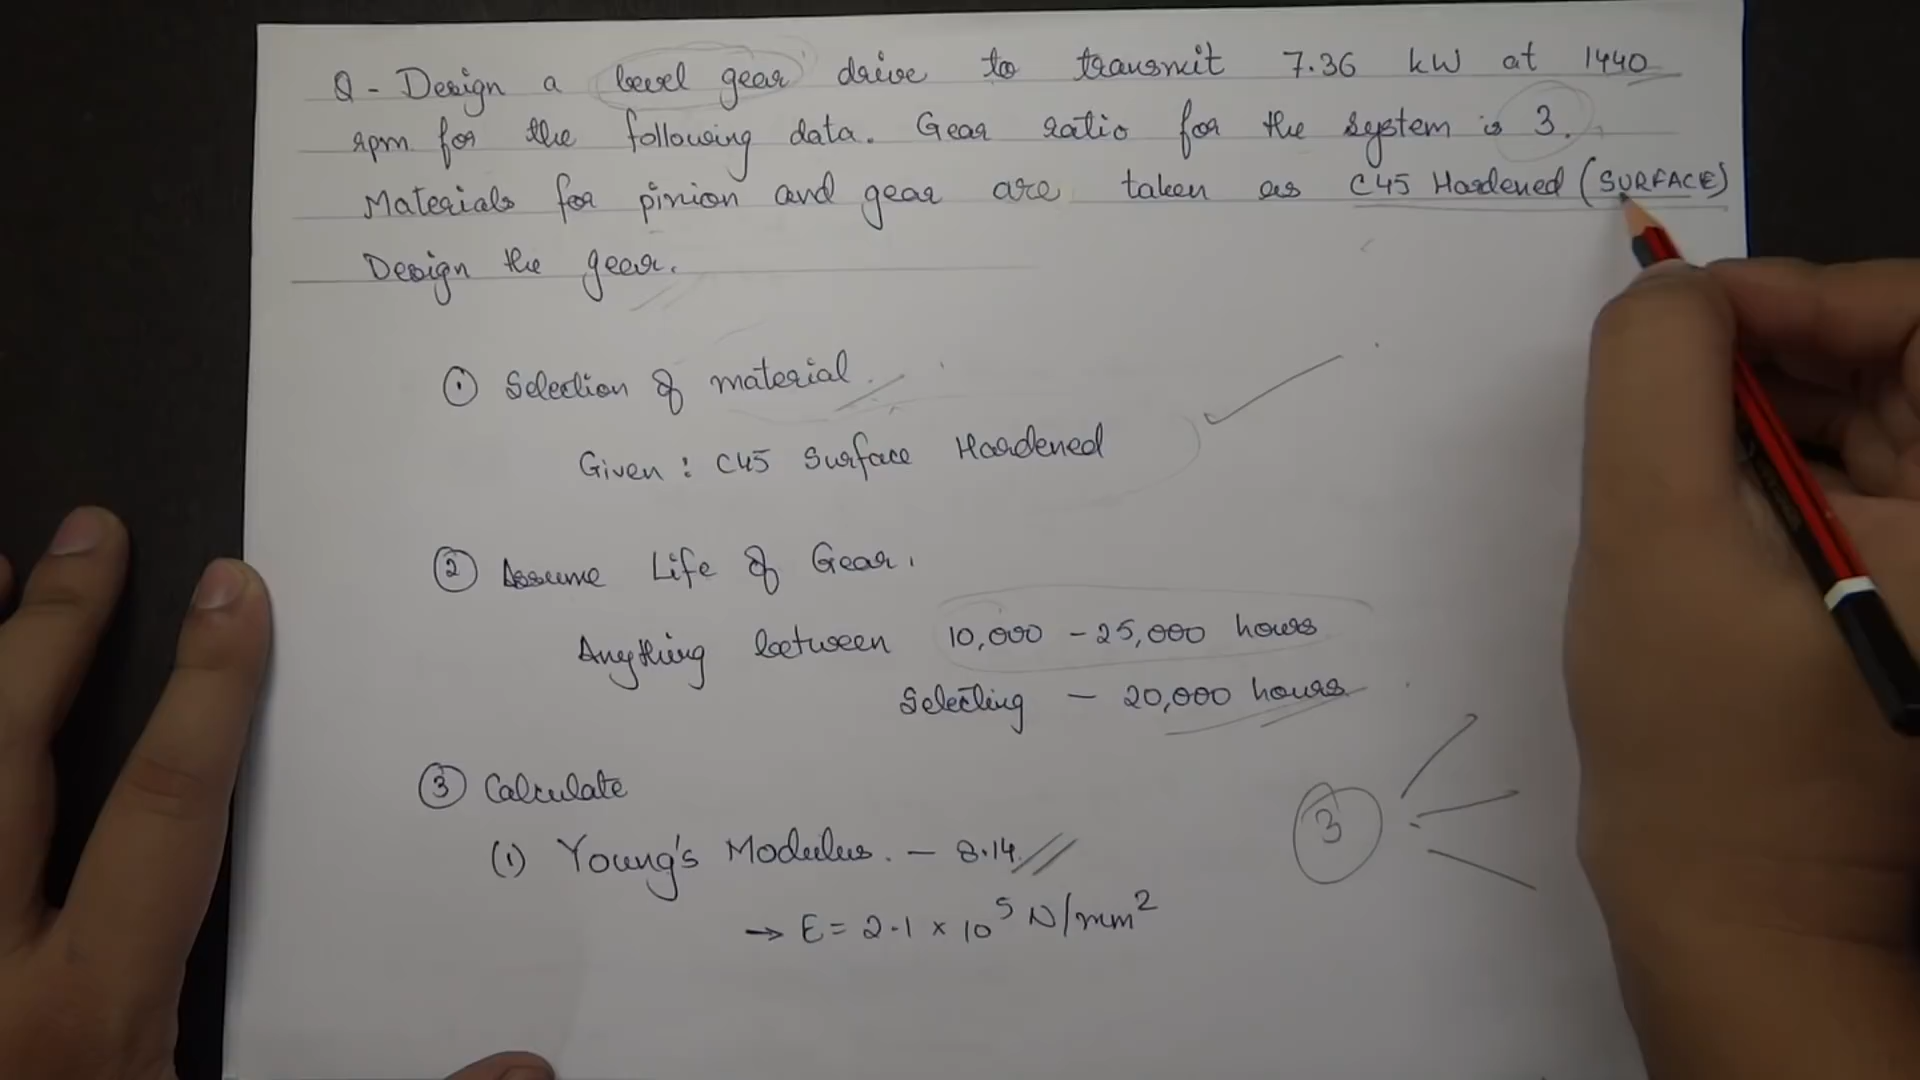 Q - Design a bevel gear drive to transmit 7.36 kW at 1440
rpm for the following data. Gear ratio for the system is 3.
Materials for pinion and gear are taken as C45 Hardened (SURFACE)
Design the gear.
① Selection of material.
Given : C45 Surface Hardened
② Assume Life of Gear.
Anything between 10,000 - 25,000 hours
Selecting - 20,000 hours
③ Calculate
(1) Young's Modulus. - 8.14
3
→ E = 2.1 × 10⁵ N/mm²